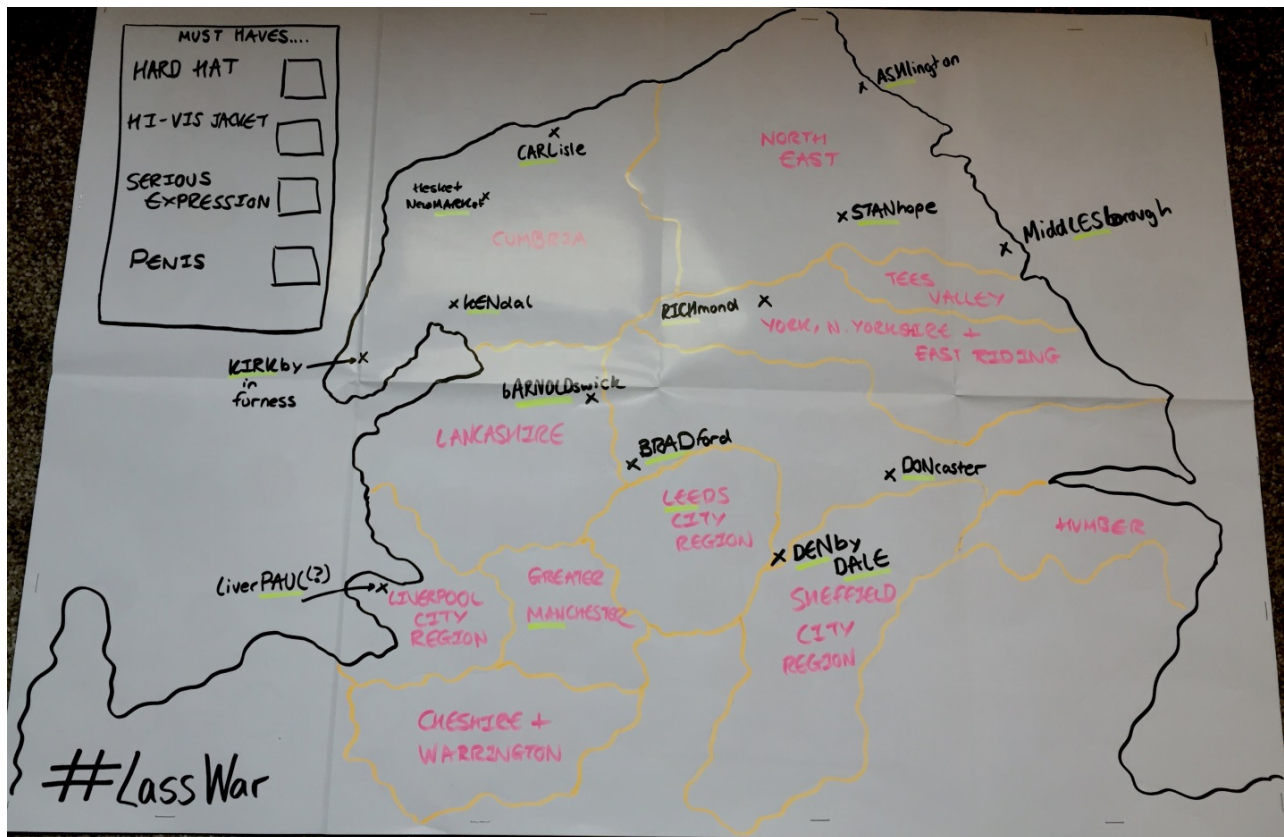 MUST HAVES....
HARD HAT
HI-VIS JACKET
SERIOUS
EXPRESSION
PENIS
ASHlington
NORTH
EAST
CARLisle
Hesket
NewMARKet
STANhope
MiddLESborough
CUMBRIA
TEES
VALLEY
kENdal
RICHmond
YORK, N. YORKSHIRE +
EAST RIDING
KIRKby
in
furness
bARNOLDswick
LANCASHIRE
BRADford
DONcaster
LEEDS
CITY
REGION
HUMBER
DENby
DALE
LiverPAUL(?)
GREATER
MANCHESTER
LIVERPOOL
CITY
REGION
SHEFFIELD
CITY
REGION
CHESHIRE +
WARRINGTON
#LassWar